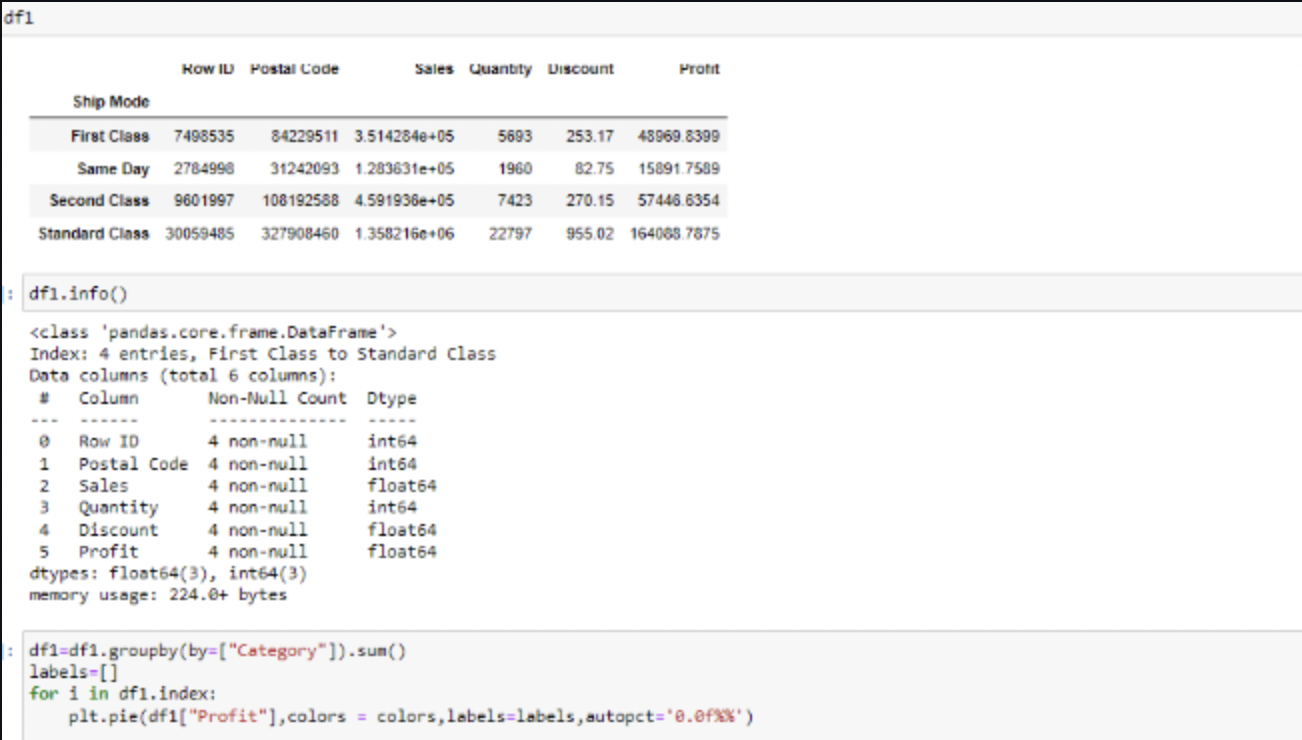 df1
Row ID Postal Code Sales Quantity Discount Profit
Ship Mode
First Class 7498535 84229511 3.514284e+05 5693 253.17 48969.8399
Same Day 2784998 31242093 1.283631e+05 1960 82.75 15891.7589
Second Class 9601997 108192588 4.591936e+05 7423 270.15 57446.6354
Standard Class 30059485 327908460 1.358216e+06 22797 955.02 164088.7875
]: df1.info()
<class 'pandas.core.frame.DataFrame'>
Index: 4 entries, First Class to Standard Class
Data columns (total 6 columns):
# Column Non-Null Count Dtype
--- ------ -------------- -----
0 Row ID 4 non-null int64
1 Postal Code 4 non-null int64
2 Sales 4 non-null float64
3 Quantity 4 non-null int64
4 Discount 4 non-null float64
5 Profit 4 non-null float64
dtypes: float64(3), int64(3)
memory usage: 224.0+ bytes
]: df1=df1.groupby(by=["Category"]).sum()
labels=[]
for i in df1.index:
    plt.pie(df1["Profit"],colors = colors,labels=labels,autopct='0.0f%%')